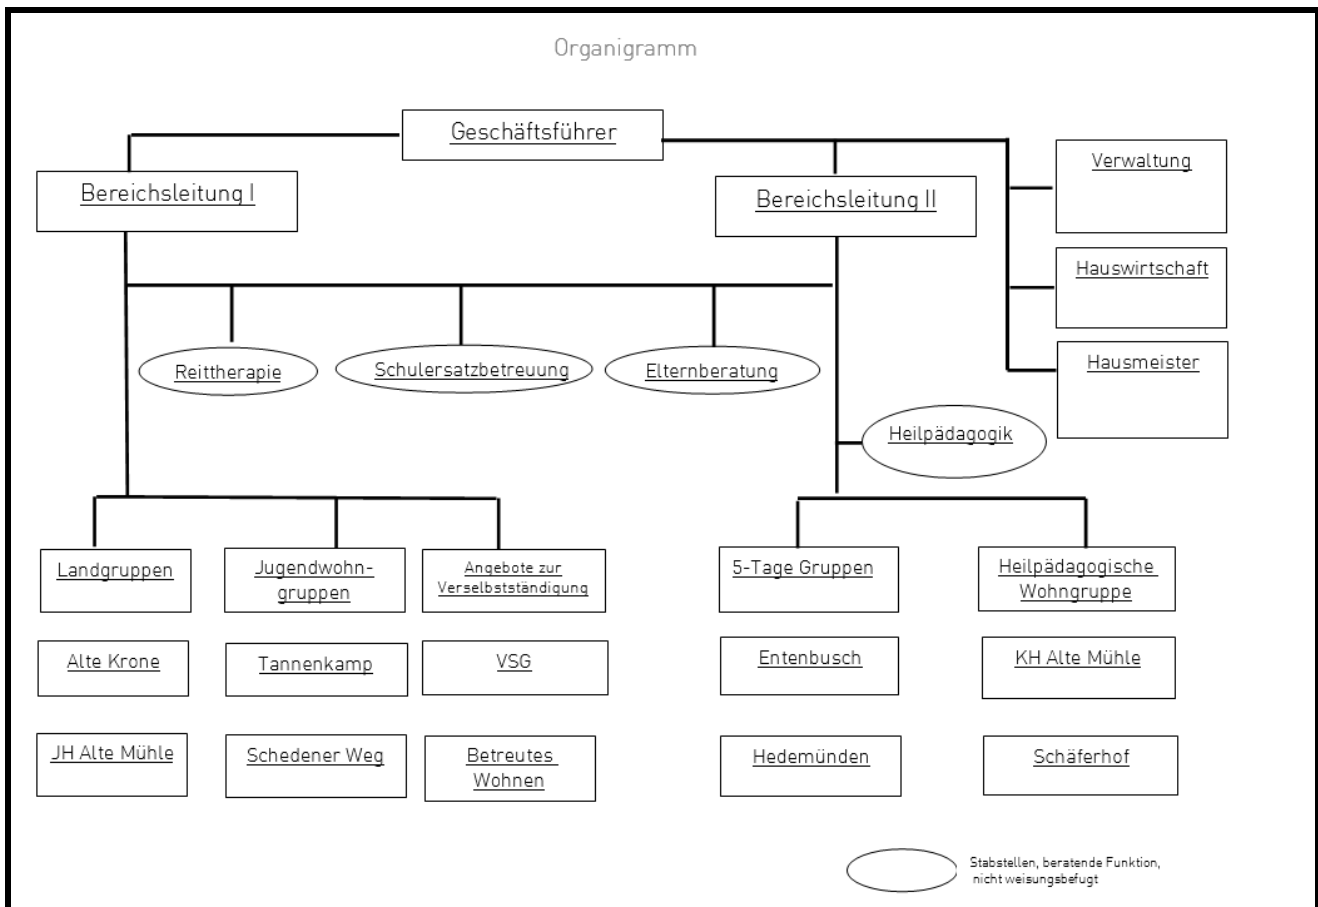 Organigramm
Geschäftsführer
Verwaltung
Bereichsleitung I
Bereichsleitung II
Hauswirtschaft
Reittherapie
Schulersatzbetreuung
Elternberatung
Hausmeister
Heilpädagogik
Landgruppen
Jugendwohn-
gruppen
Angebote zur
Verselbstständigung
5-Tage Gruppen
Heilpädagogische
Wohngruppe
Alte Krone
Tannenkamp
VSG
Entenbusch
KH Alte Mühle
JH Alte Mühle
Schedener Weg
Betreutes
Wohnen
Hedemünden
Schäferhof
Stabstellen, beratende Funktion,
nicht weisungsbefugt